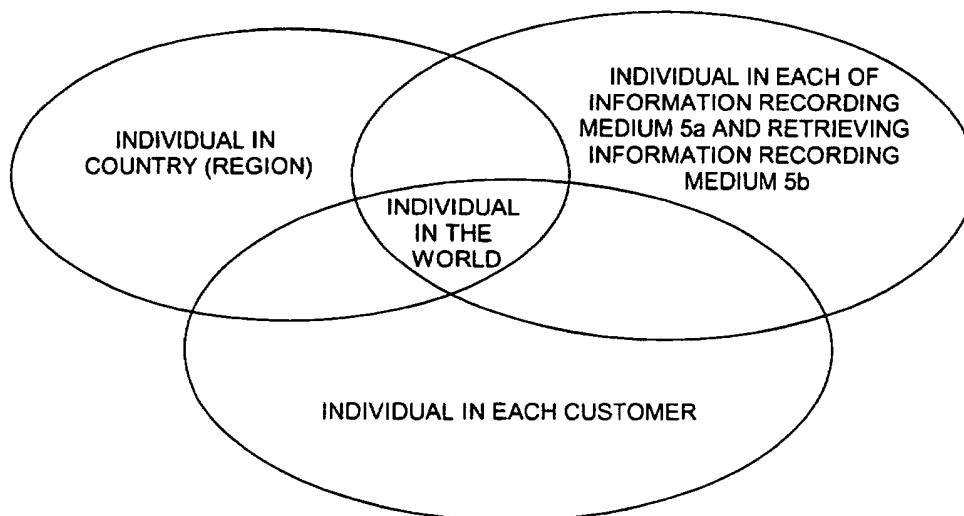 INDIVIDUAL IN
COUNTRY (REGION)
INDIVIDUAL IN EACH OF
INFORMATION RECORDING
MEDIUM 5a AND RETRIEVING
INFORMATION RECORDING
MEDIUM 5b
INDIVIDUAL
IN THE
WORLD
INDIVIDUAL IN EACH CUSTOMER